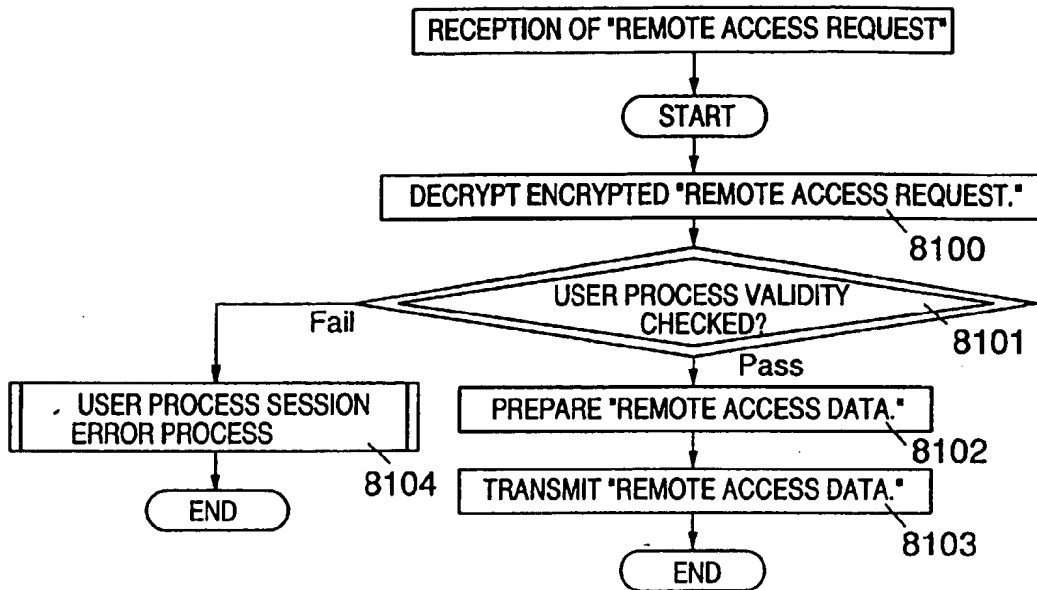 RECEPTION OF "REMOTE ACCESS REQUEST"
START
DECRYPT ENCRYPTED "REMOTE ACCESS REQUEST."
8100
USER PROCESS VALIDITY
CHECKED?
8101
Fail
Pass
USER PROCESS SESSION
ERROR PROCESS
8104
END
PREPARE "REMOTE ACCESS DATA."
8102
TRANSMIT "REMOTE ACCESS DATA."
8103
END